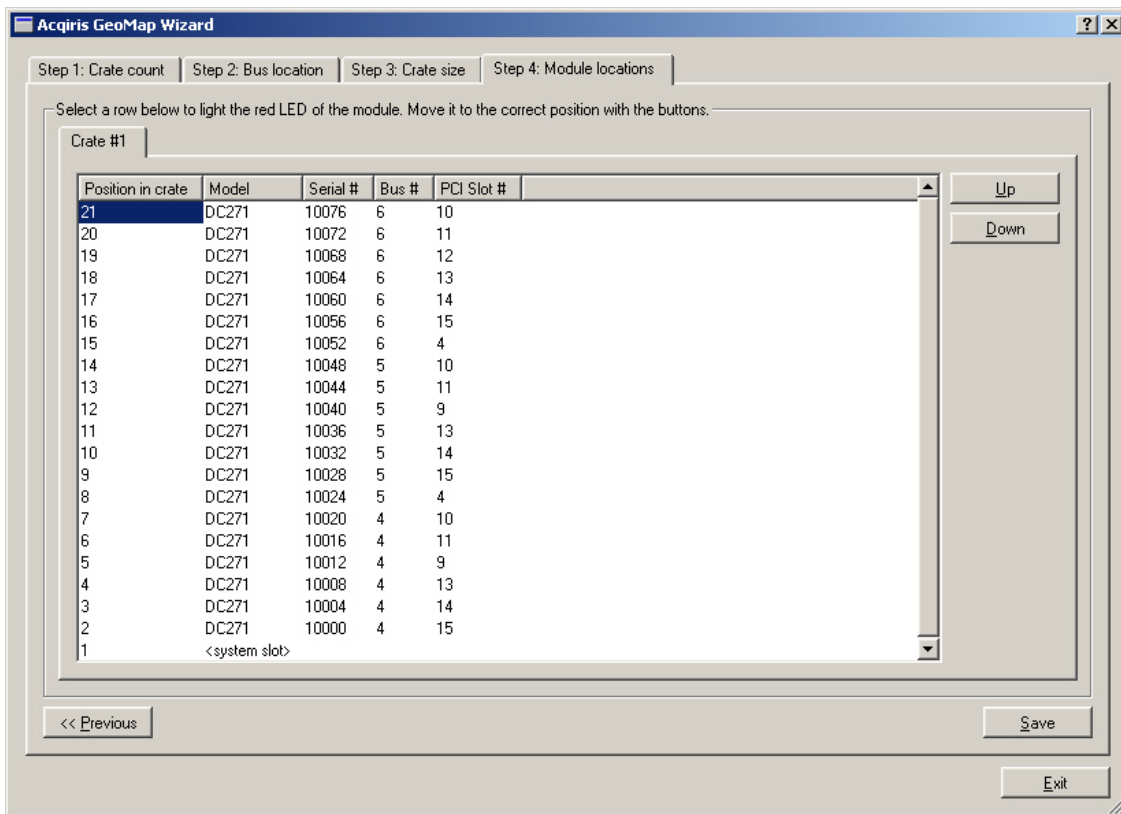 Acqiris GeoMap Wizard ? X
Step 1: Crate count Step 2: Bus location Step 3: Crate size Step 4: Module locations
Select a row below to light the red LED of the module. Move it to the correct position with the buttons.
Crate #1
Position in crate Model Serial # Bus # PCI Slot # Up
21 DC271 10076 6 10
20 DC271 10072 6 11 Down
19 DC271 10068 6 12
18 DC271 10064 6 13
17 DC271 10060 6 14
16 DC271 10056 6 15
15 DC271 10052 6 4
14 DC271 10048 5 10
13 DC271 10044 5 11
12 DC271 10040 5 9
11 DC271 10036 5 13
10 DC271 10032 5 14
9 DC271 10028 5 15
8 DC271 10024 5 4
7 DC271 10020 4 10
6 DC271 10016 4 11
5 DC271 10012 4 9
4 DC271 10008 4 13
3 DC271 10004 4 14
2 DC271 10000 4 15
1 <system slot>
<< Previous Save
Exit